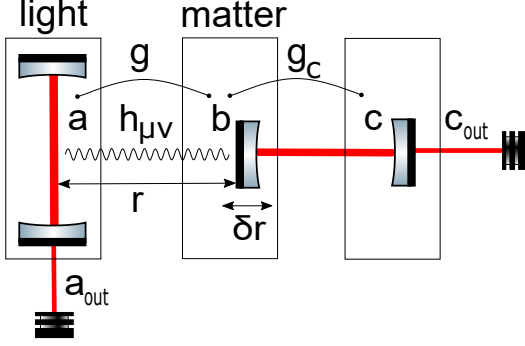 light
matter
g
g_c
a
h_μν
b
c
c_out
r
δr
a_out